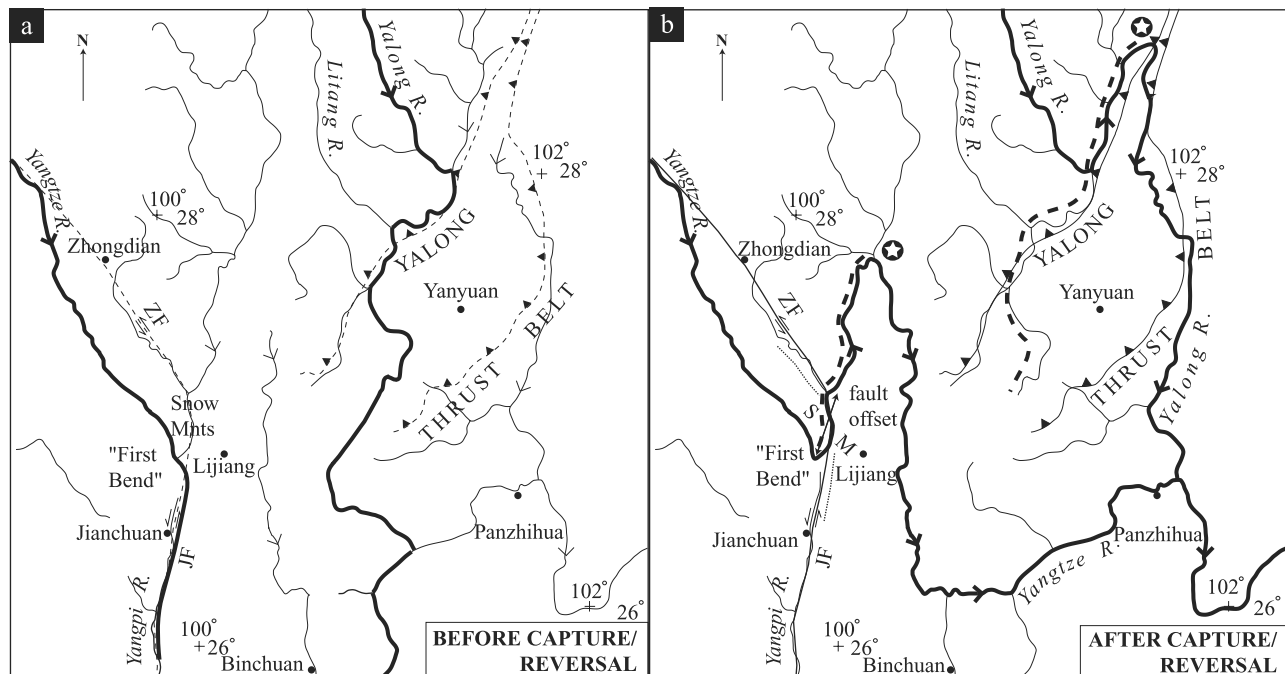 a
N
Yalong R.
Litang R.
Yangtze R.
100°
+ 28°
102°
+ 28°
Zhongdian
ZF
YALONG
THRUST BELT
Yanyuan
Snow
Mnts
"First
Bend"
Lijiang
Jianchuan
JF
Panzhihua
Yangpi R.
100°
+ 26°
102°
+
26°
Binchuan
BEFORE CAPTURE/
REVERSAL
b
N
Yalong R.
Litang R.
Yangtze R.
100°
+ 28°
102°
+ 28°
Zhongdian
ZF
YALONG
THRUST BELT
Yanyuan
Yalong R.
fault
offset
S M
"First
Bend"
Lijiang
Jianchuan
JF
Panzhihua
Yangtze R.
Yangpi R.
100°
+ 26°
102°
+
26°
Binchuan
AFTER CAPTURE/
REVERSAL